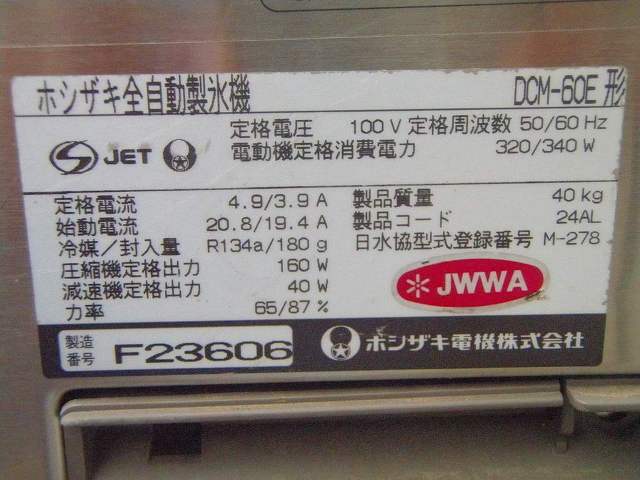 ホシザキ全自動製氷機 DCM-60E 形
定格電圧 100 V 定格周波数 50/60 Hz
電動機定格消費電力 320/340 W
S JET
定格電流 4.9/3.9 A
始動電流 20.8/19.4 A
冷媒/封入量 R134a/180 g
圧縮機定格出力 160 W
減速機定格出力 40 W
力率 65/87 %
製品質量 40 kg
製品コード 24AL
日水協型式登録番号 M-278
JWWA
製造番号 F23606
ホシザキ電機株式会社